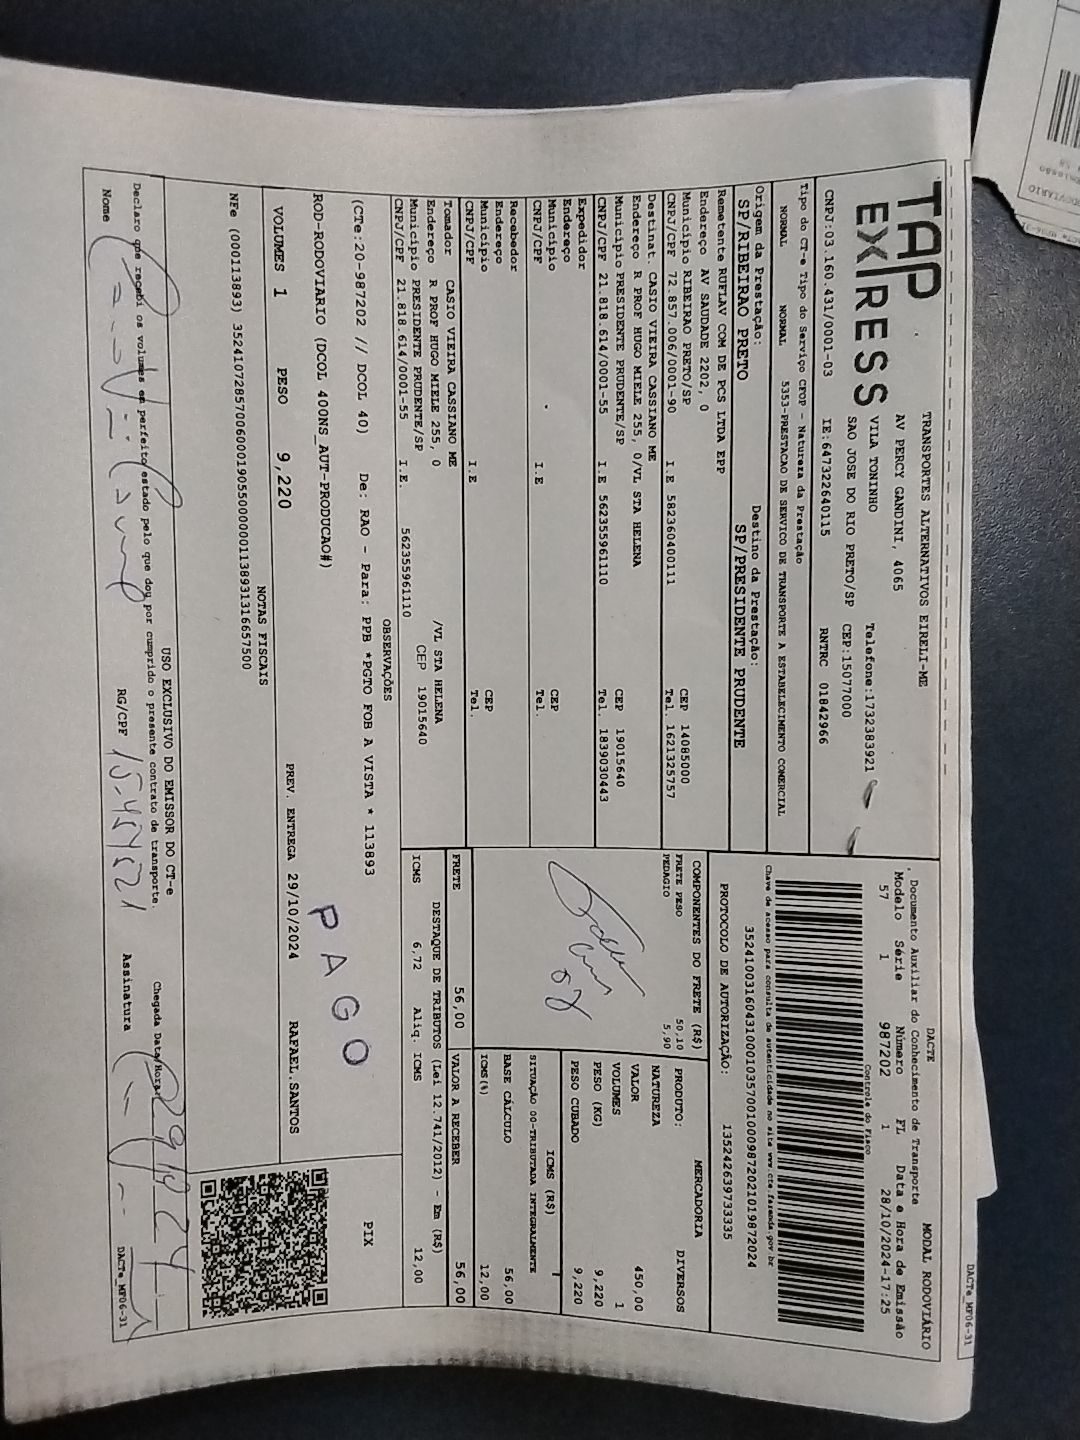 TAP
EXPRESS
TRANSPORTES ALTERNATIVOS EIRELI-ME
AV PERCY GANDINI, 4065
VILA TONINHO Telefone:1732383921
SAO JOSE DO RIO PRETO/SP CEP:15077000
CNPJ:03.160.431/0001-03 IE:647322640115 RNTRC 01842966
Tipo do CT-e Tipo do Serviço CFOP - Natureza da Prestação
NORMAL NORMAL 5353-PRESTACAO DE SERVICO DE TRANSPORTE A ESTABELECIMENTO COMERCIAL
Origem da Prestação: Destino da Prestação:
SP/RIBEIRAO PRETO SP/PRESIDENTE PRUDENTE
DACTE MODAL RODOVIÁRIO
Documento Auxiliar do Conhecimento de Transporte
Modelo Série Número FL Data e Hora de Emissão
57 1 987202 1 28/10/2024-17:25
Controle do Fisco
Chave de acesso para consulta de autenticidade no site www.cte.fazenda.gov.br
PROTOCOLO DE AUTORIZAÇÃO: 135242639733335
Remetente RUFLAV COM DE PCS LTDA EPP
Endereço AV SAUDADE 2202, 0
Município RIBEIRAO PRETO/SP CEP 14085000
CNPJ/CPF 72.857.006/0001-90 I.E 582360400111 Tel. 1621325757
Destinat. CASIO VIEIRA CASSIANO ME
Endereço R PROF HUGO MIELE 255, 0/VL STA HELENA
Município PRESIDENTE PRUDENTE/SP CEP 19015640
CNPJ/CPF 21.818.614/0001-55 I.E 562355961110 Tel. 1839030443
Expedidor
Endereço
Município CEP
CNPJ/CPF I.E Tel.
Recebedor
Endereço
Município CEP
CNPJ/CPF I.E Tel.
Tomador CASIO VIEIRA CASSIANO ME
Endereço R PROF HUGO MIELE 255, 0 /VL STA HELENA
Município PRESIDENTE PRUDENTE/SP CEP 19015640
CNPJ/CPF 21.818.614/0001-55 I.E. 562355961110
COMPONENTES DO FRETE (R$)
FRETE PESO 50,10
PEDAGIO 5,90
MERCADORIA
PRODUTO: DIVERSOS
NATUREZA
VALOR 450,00
VOLUMES 1
PESO (KG) 9,220
PESO CUBADO 9,220
ICMS (R$)
SITUAÇÃO 00-TRIBUTADA INTEGRALMENTE
BASE CÁLCULO 56,00
ICMS(%) 12,00
FRETE 56,00 VALOR A RECEBER 56,00
DESTAQUE DE TRIBUTOS (Lei 12.741/2012) - Em (R$)
ICMS 6,72 Aliq. ICMS 12,00
OBSERVAÇÕES
(CTe:20-987202 // DCOL 40) De: RAO - Para: PPB *PGTO FOB A VISTA * 113893
ROD-RODOVIARIO (DCOL 400NS_AUT-PRODUCAO#)
PAGO
PIX
VOLUMES 1 PESO 9,220 PREV. ENTREGA 29/10/2024 RAFAEL.SANTOS
NOTAS FISCAIS
NFe (000113893) 35241072857006000190550000001138931316657500
USO EXCLUSIVO DO EMISSOR DO CT-e
Declaro que recebi os volumes em perfeito estado pelo que dou por cumprido o presente contrato de transporte. Chegada Data/Hora: 29/10/24
Nome RG/CPF Assinatura
DACTe_MF06-31
DACTe_MF06-31